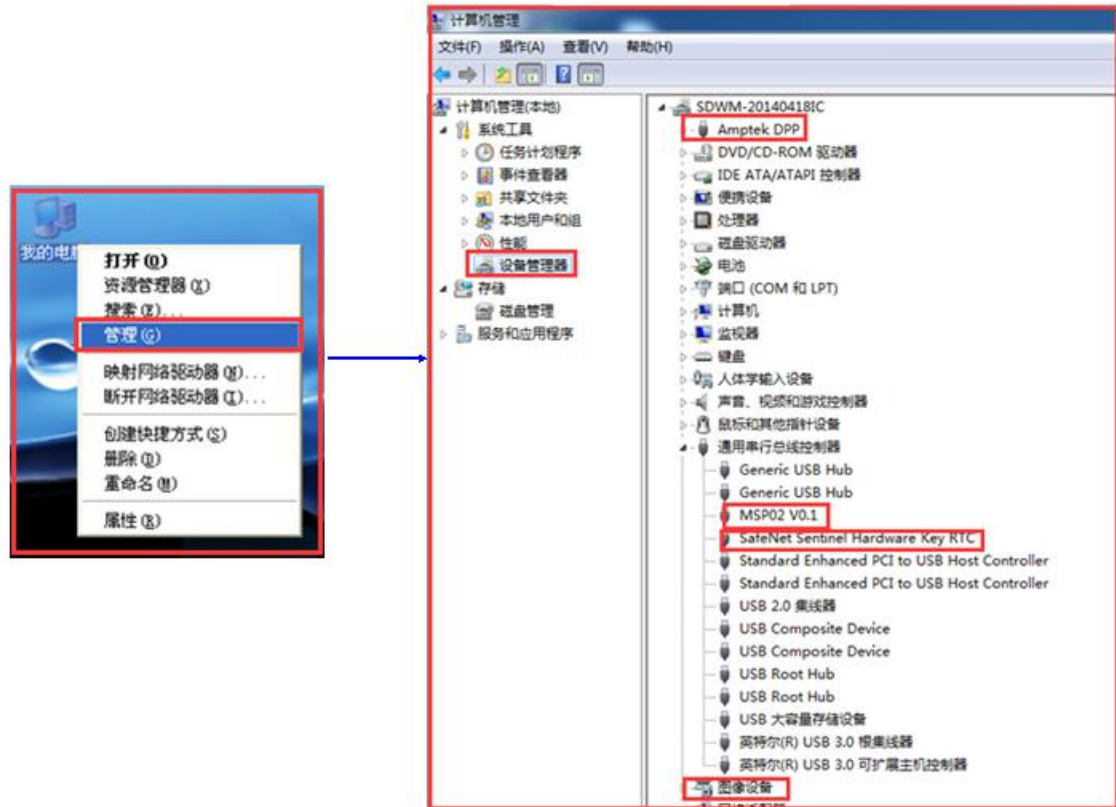 我的电脑
打开(O)
资源管理器(X)
搜索(E)...
管理(G)
映射网络驱动器(N)...
断开网络驱动器(I)...
创建快捷方式(S)
删除(D)
重命名(M)
属性(R)
计算机管理
文件(F) 操作(A) 查看(V) 帮助(H)
计算机管理(本地)
系统工具
任务计划程序
事件查看器
共享文件夹
本地用户和组
性能
设备管理器
存储
磁盘管理
服务和应用程序
SDWM-20140418IC
Amptek DPP
DVD/CD-ROM 驱动器
IDE ATA/ATAPI 控制器
便携设备
处理器
磁盘驱动器
电池
端口 (COM 和 LPT)
计算机
监视器
键盘
人体学输入设备
声音、视频和游戏控制器
鼠标和其他指针设备
通用串行总线控制器
Generic USB Hub
Generic USB Hub
MSP02 V0.1
SafeNet Sentinel Hardware Key RTC
Standard Enhanced PCI to USB Host Controller
Standard Enhanced PCI to USB Host Controller
USB 2.0 集线器
USB Composite Device
USB Composite Device
USB Root Hub
USB Root Hub
USB 大容量存储设备
英特尔(R) USB 3.0 根集线器
英特尔(R) USB 3.0 可扩展主机控制器
图像设备